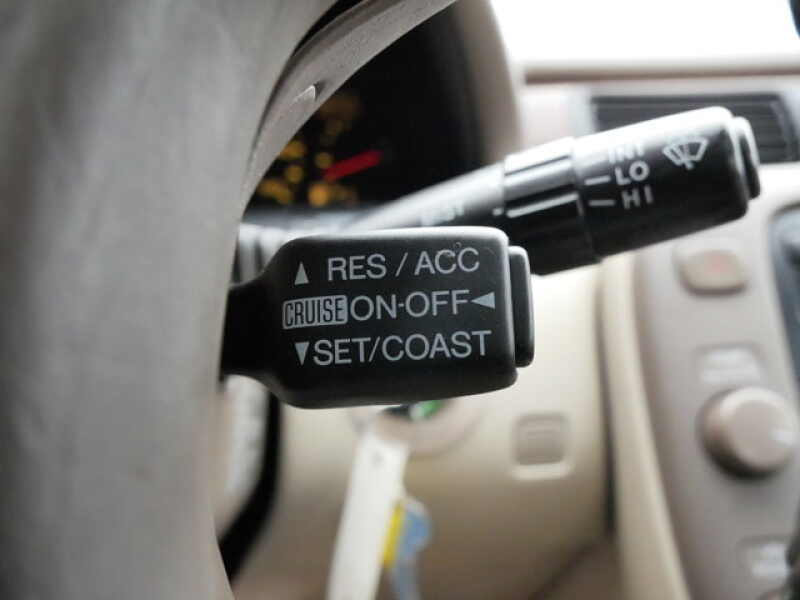 INT
LO
HI
▲ RES / ACC
CRUISE ON-OFF ◄
▼ SET/COAST